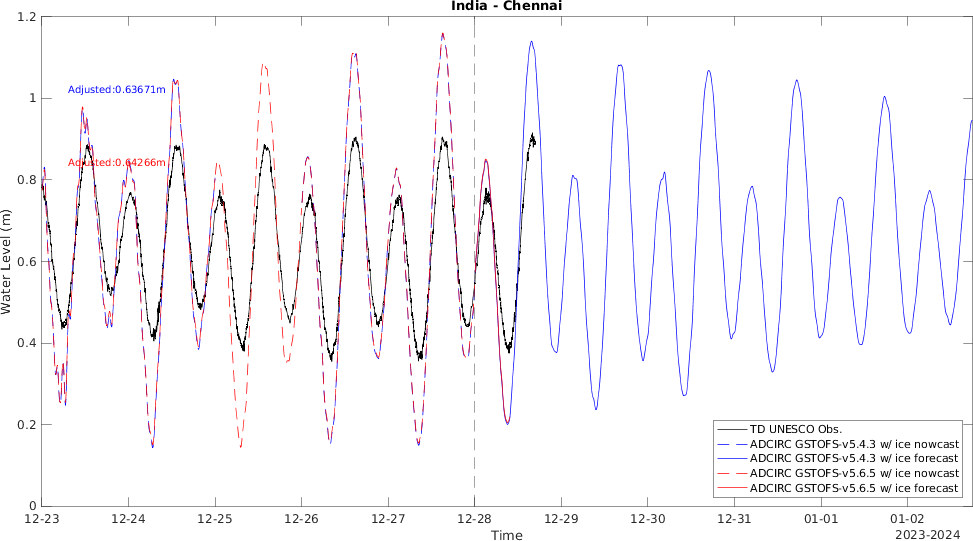 India - Chennai
1.2
1
0.8
0.6
0.4
0.2
0
Water Level (m)
Adjusted:0.63671m
Adjusted:0.64266m
TD UNESCO Obs.
ADCIRC GSTOFS-v5.4.3 w/ ice nowcast
ADCIRC GSTOFS-v5.4.3 w/ ice forecast
ADCIRC GSTOFS-v5.6.5 w/ ice nowcast
ADCIRC GSTOFS-v5.6.5 w/ ice forecast
12-23 12-24 12-25 12-26 12-27 12-28 12-29 12-30 12-31 01-01 01-02
Time
2023-2024